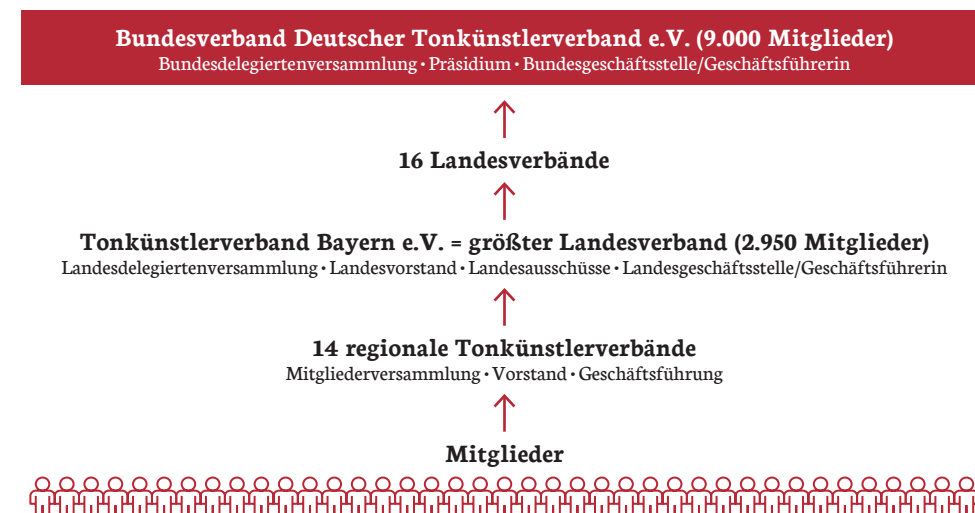 Bundesverband Deutscher Tonkünstlerverband e.V. (9.000 Mitglieder)
Bundesdelegiertenversammlung • Präsidium • Bundesgeschäftsstelle/Geschäftsführerin
16 Landesverbände
Tonkünstlerverband Bayern e.V. = größter Landesverband (2.950 Mitglieder)
Landesdelegiertenversammlung • Landesvorstand • Landesausschüsse • Landesgeschäftsstelle/Geschäftsführerin
14 regionale Tonkünstlerverbände
Mitgliederversammlung • Vorstand • Geschäftsführung
Mitglieder